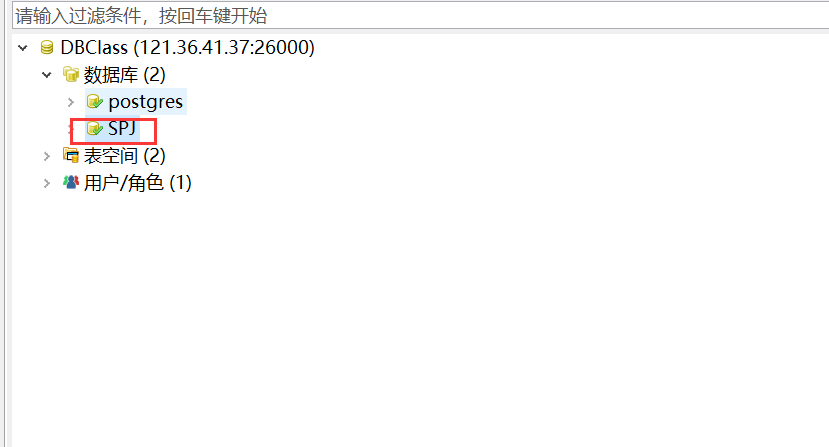 请输入过滤条件，按回车键开始
DBClass (121.36.41.37:26000)
数据库 (2)
postgres
SPJ
表空间 (2)
用户/角色 (1)